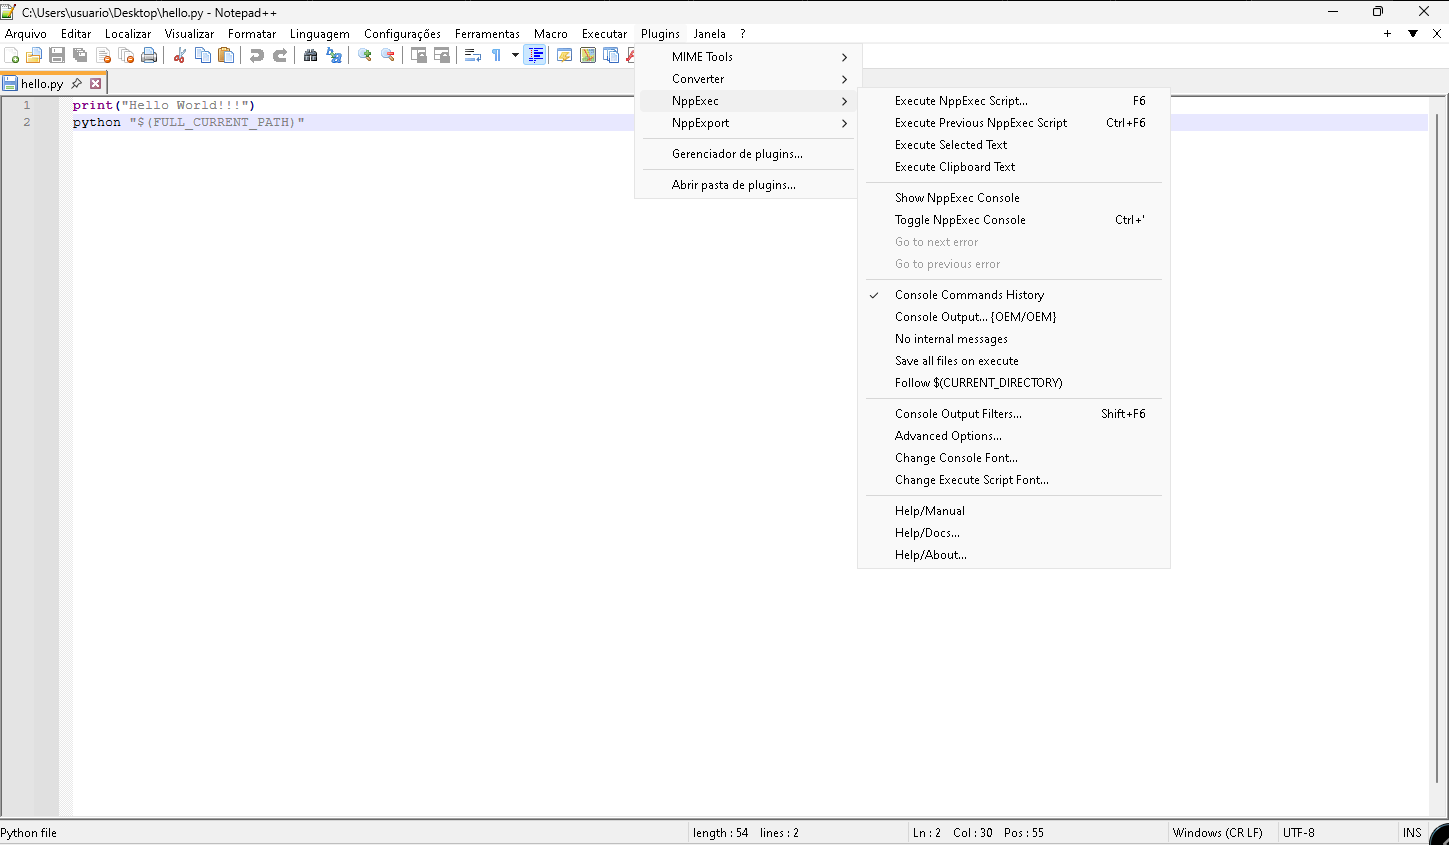 C:\Users\usuario\Desktop\hello.py - Notepad++
Arquivo Editar Localizar Visualizar Formatar Linguagem Configurações Ferramentas Macro Executar Plugins Janela ?
hello.py
1 print("Hello World!!!")
2 python "$(FULL_CURRENT_PATH)"
MIME Tools
Converter
NppExec
NppExport
Gerenciador de plugins...
Abrir pasta de plugins...
Execute NppExec Script... F6
Execute Previous NppExec Script Ctrl+F6
Execute Selected Text
Execute Clipboard Text
Show NppExec Console
Toggle NppExec Console Ctrl+'
Go to next error
Go to previous error
Console Commands History
Console Output... {OEM/OEM}
No internal messages
Save all files on execute
Follow $(CURRENT_DIRECTORY)
Console Output Filters... Shift+F6
Advanced Options...
Change Console Font...
Change Execute Script Font...
Help/Manual
Help/Docs...
Help/About...
Python file length : 54 lines : 2 Ln : 2 Col : 30 Pos : 55 Windows (CR LF) UTF-8 INS